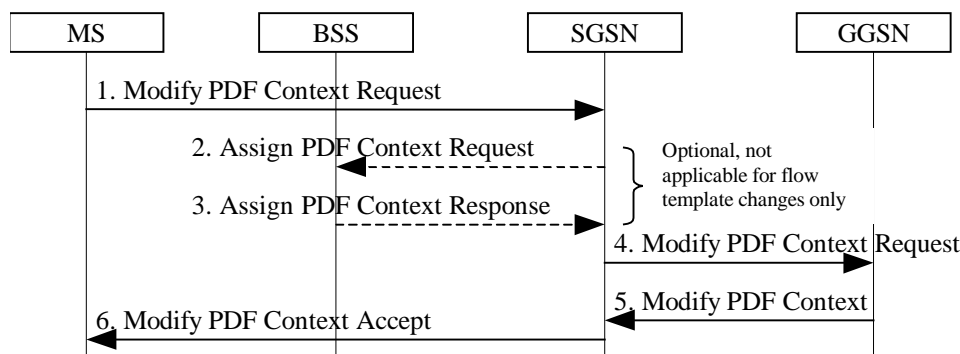 MS BSS SGSN GGSN
1. Modify PDF Context Request
2. Assign PDF Context Request
Optional, not
applicable for flow
template changes only
3. Assign PDF Context Response
4. Modify PDF Context Request
5. Modify PDF Context
6. Modify PDF Context Accept